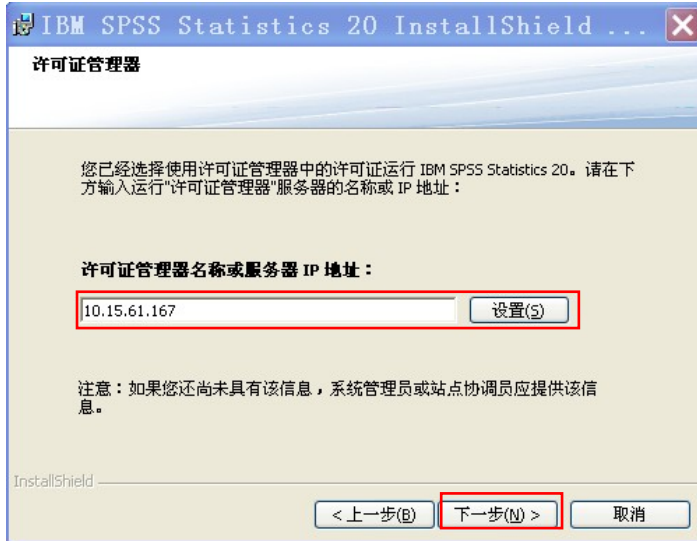 IBM SPSS Statistics 20 InstallShield ...
许可证管理器
您已经选择使用许可证管理器中的许可证运行 IBM SPSS Statistics 20。请在下
方输入运行"许可证管理器"服务器的名称或 IP 地址：
许可证管理器名称或服务器 IP 地址：
10.15.61.167
设置(S)
注意：如果您还尚未具有该信息，系统管理员或站点协调员应提供该信
息。
InstallShield
< 上一步(B)
下一步(N) >
取消